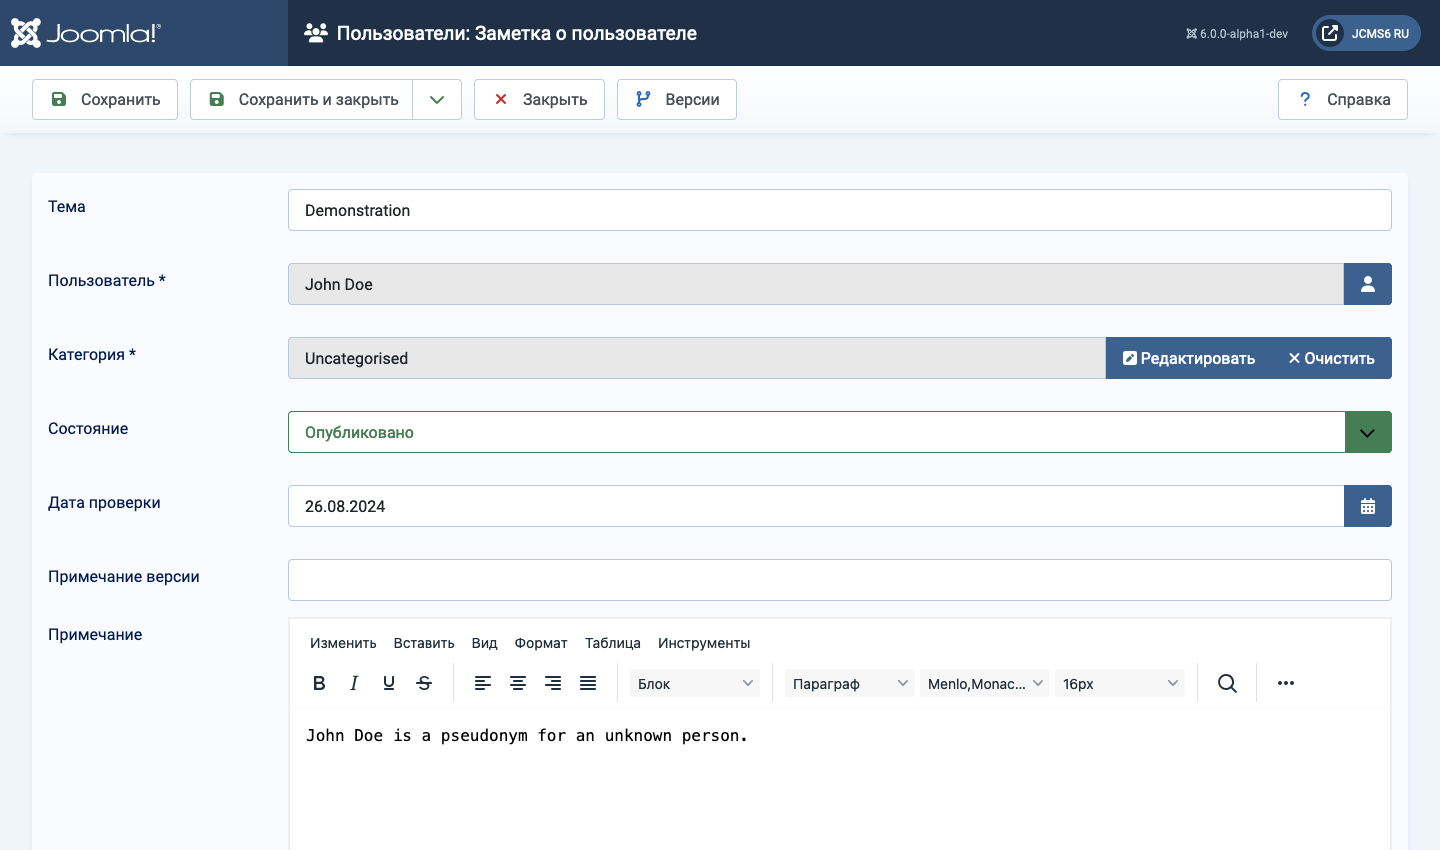 Joomla!® Пользователи: Заметка о пользователе 6.0.0-alpha1-dev JCMS6 RU
Сохранить Сохранить и закрыть Закрыть Версии ? Справка
Тема Demonstration
Пользователь * John Doe
Категория * Uncategorised Редактировать Очистить
Состояние Опубликовано
Дата проверки 26.08.2024
Примечание версии
Примечание
Изменить Вставить Вид Формат Таблица Инструменты
B I U S Блок Параграф Menlo,Monac... 16px
John Doe is a pseudonym for an unknown person.